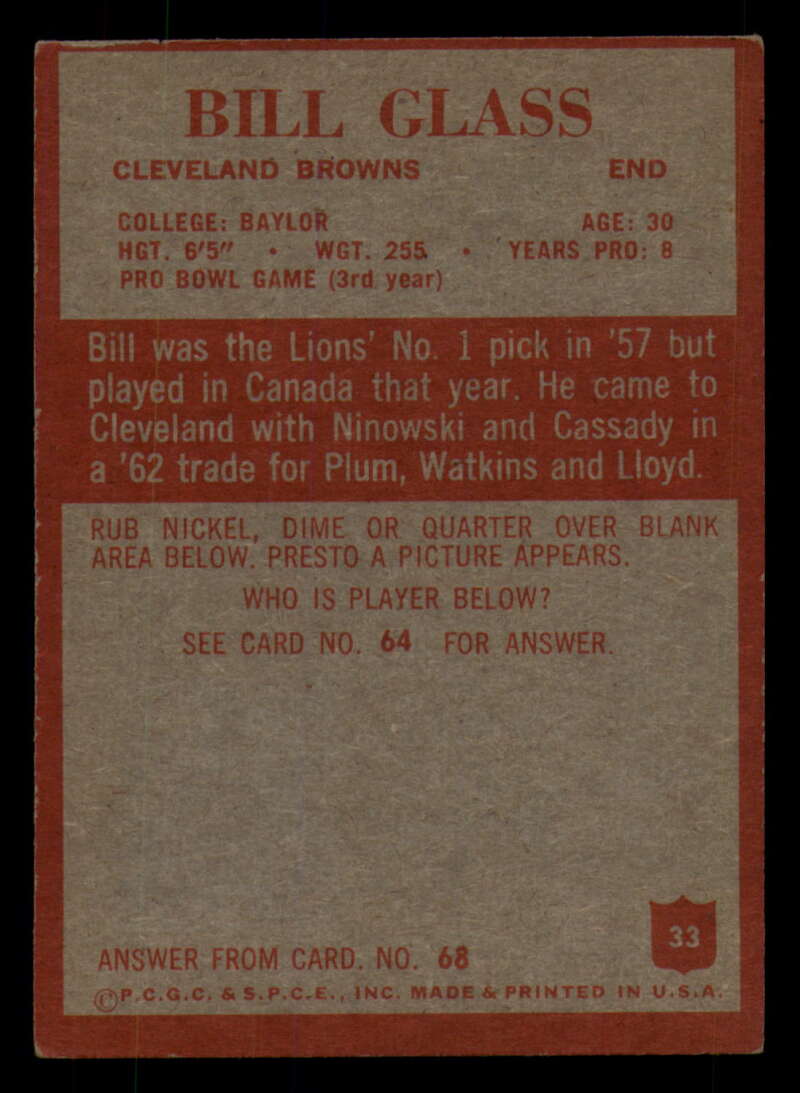 BILL GLASS
CLEVELAND BROWNS END
COLLEGE: BAYLOR AGE: 30
HGT. 6'5" • WGT. 255 • YEARS PRO: 8
PRO BOWL GAME (3rd year)
Bill was the Lions' No. 1 pick in '57 but
played in Canada that year. He came to
Cleveland with Ninowski and Cassady in
a '62 trade for Plum, Watkins and Lloyd.
RUB NICKEL, DIME OR QUARTER OVER BLANK
AREA BELOW. PRESTO A PICTURE APPEARS.
WHO IS PLAYER BELOW?
SEE CARD NO. 64 FOR ANSWER.
33
ANSWER FROM CARD. NO. 68
©P.C.G.C. & S.P.C.E., INC. MADE & PRINTED IN U.S.A.